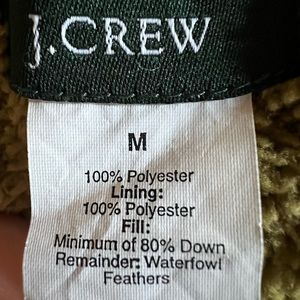 J.CREW
M
100% Polyester
Lining:
100% Polyester
Fill:
Minimum of 80% Down
Remainder: Waterfowl
Feathers